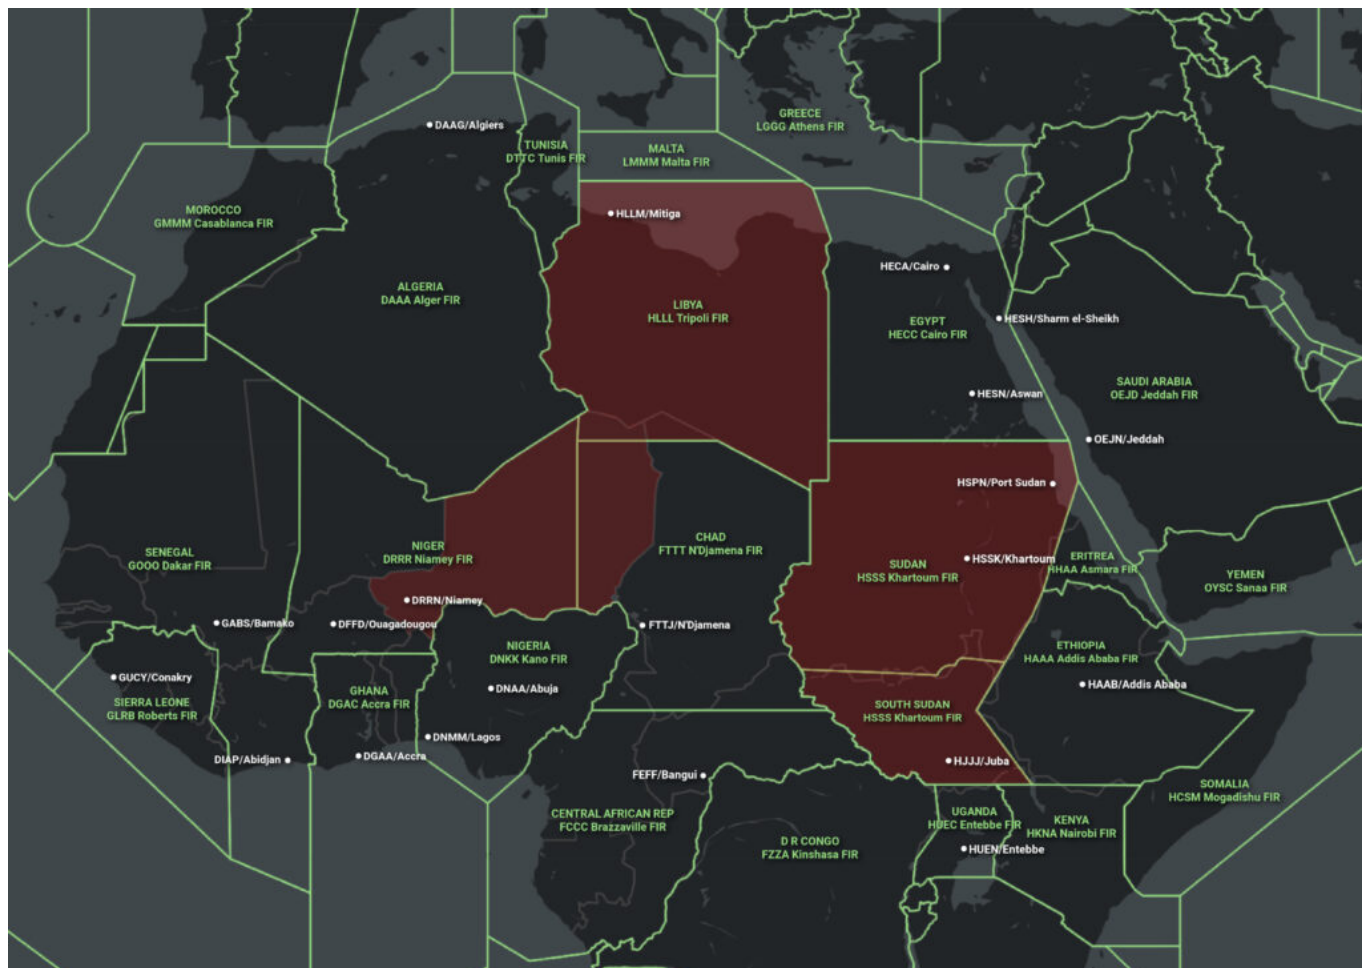 GREECE
LGGG Athens FIR
DAAG/Algiers
TUNISIA
DTTC Tunis FIR
MALTA
LMMM Malta FIR
MOROCCO
GMMM Casablanca FIR
HLLM/Mitiga
HECA/Cairo
ALGERIA
DAAA Alger FIR
LIBYA
HLLL Tripoli FIR
EGYPT
HECC Cairo FIR
HESH/Sharm el-Sheikh
SAUDI ARABIA
OEJD Jeddah FIR
HESN/Aswan
OEJN/Jeddah
HSPN/Port Sudan
SENEGAL
GOOO Dakar FIR
NIGER
DRRR Niamey FIR
CHAD
FTTT N'Djamena FIR
SUDAN
HSSS Khartoum FIR
HSSK/Khartoum
ERITREA
HHAA Asmara FIR
YEMEN
OYSC Sanaa FIR
DRRN/Niamey
GABS/Bamako
DFFD/Ouagadougou
FTTJ/N'Djamena
NIGERIA
DNKK Kano FIR
ETHIOPIA
HAAA Addis Ababa FIR
GUCY/Conakry
DNAA/Abuja
HAAB/Addis Ababa
SIERRA LEONE
GLRB Roberts FIR
GHANA
DGAC Accra FIR
SOUTH SUDAN
HSSS Khartoum FIR
DNMM/Lagos
DIAP/Abidjan
DGAA/Accra
FEFF/Bangui
HJJJ/Juba
SOMALIA
HCSM Mogadishu FIR
CENTRAL AFRICAN REP
FCCC Brazzaville FIR
UGANDA
HUEC Entebbe FIR
KENYA
HKNA Nairobi FIR
D R CONGO
FZZA Kinshasa FIR
HUEN/Entebbe